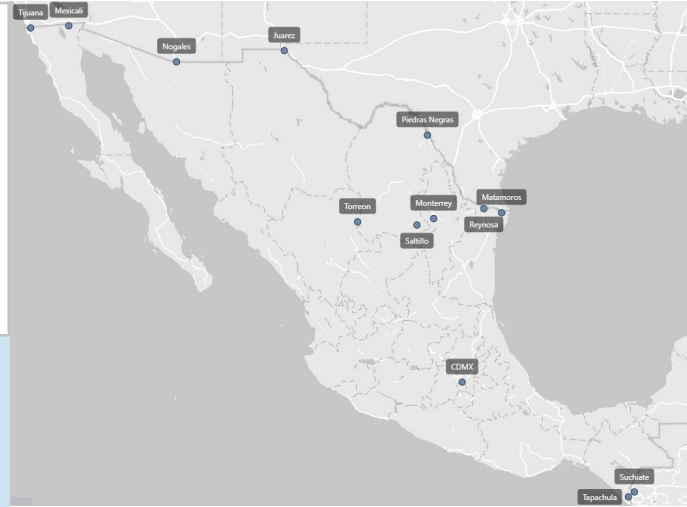 Tijuana
Mexicali
Nogales
Juarez
Piedras Negras
Torreon
Monterrey
Matamoros
Reynosa
Saltillo
CDMX
Suchiate
Tapachula